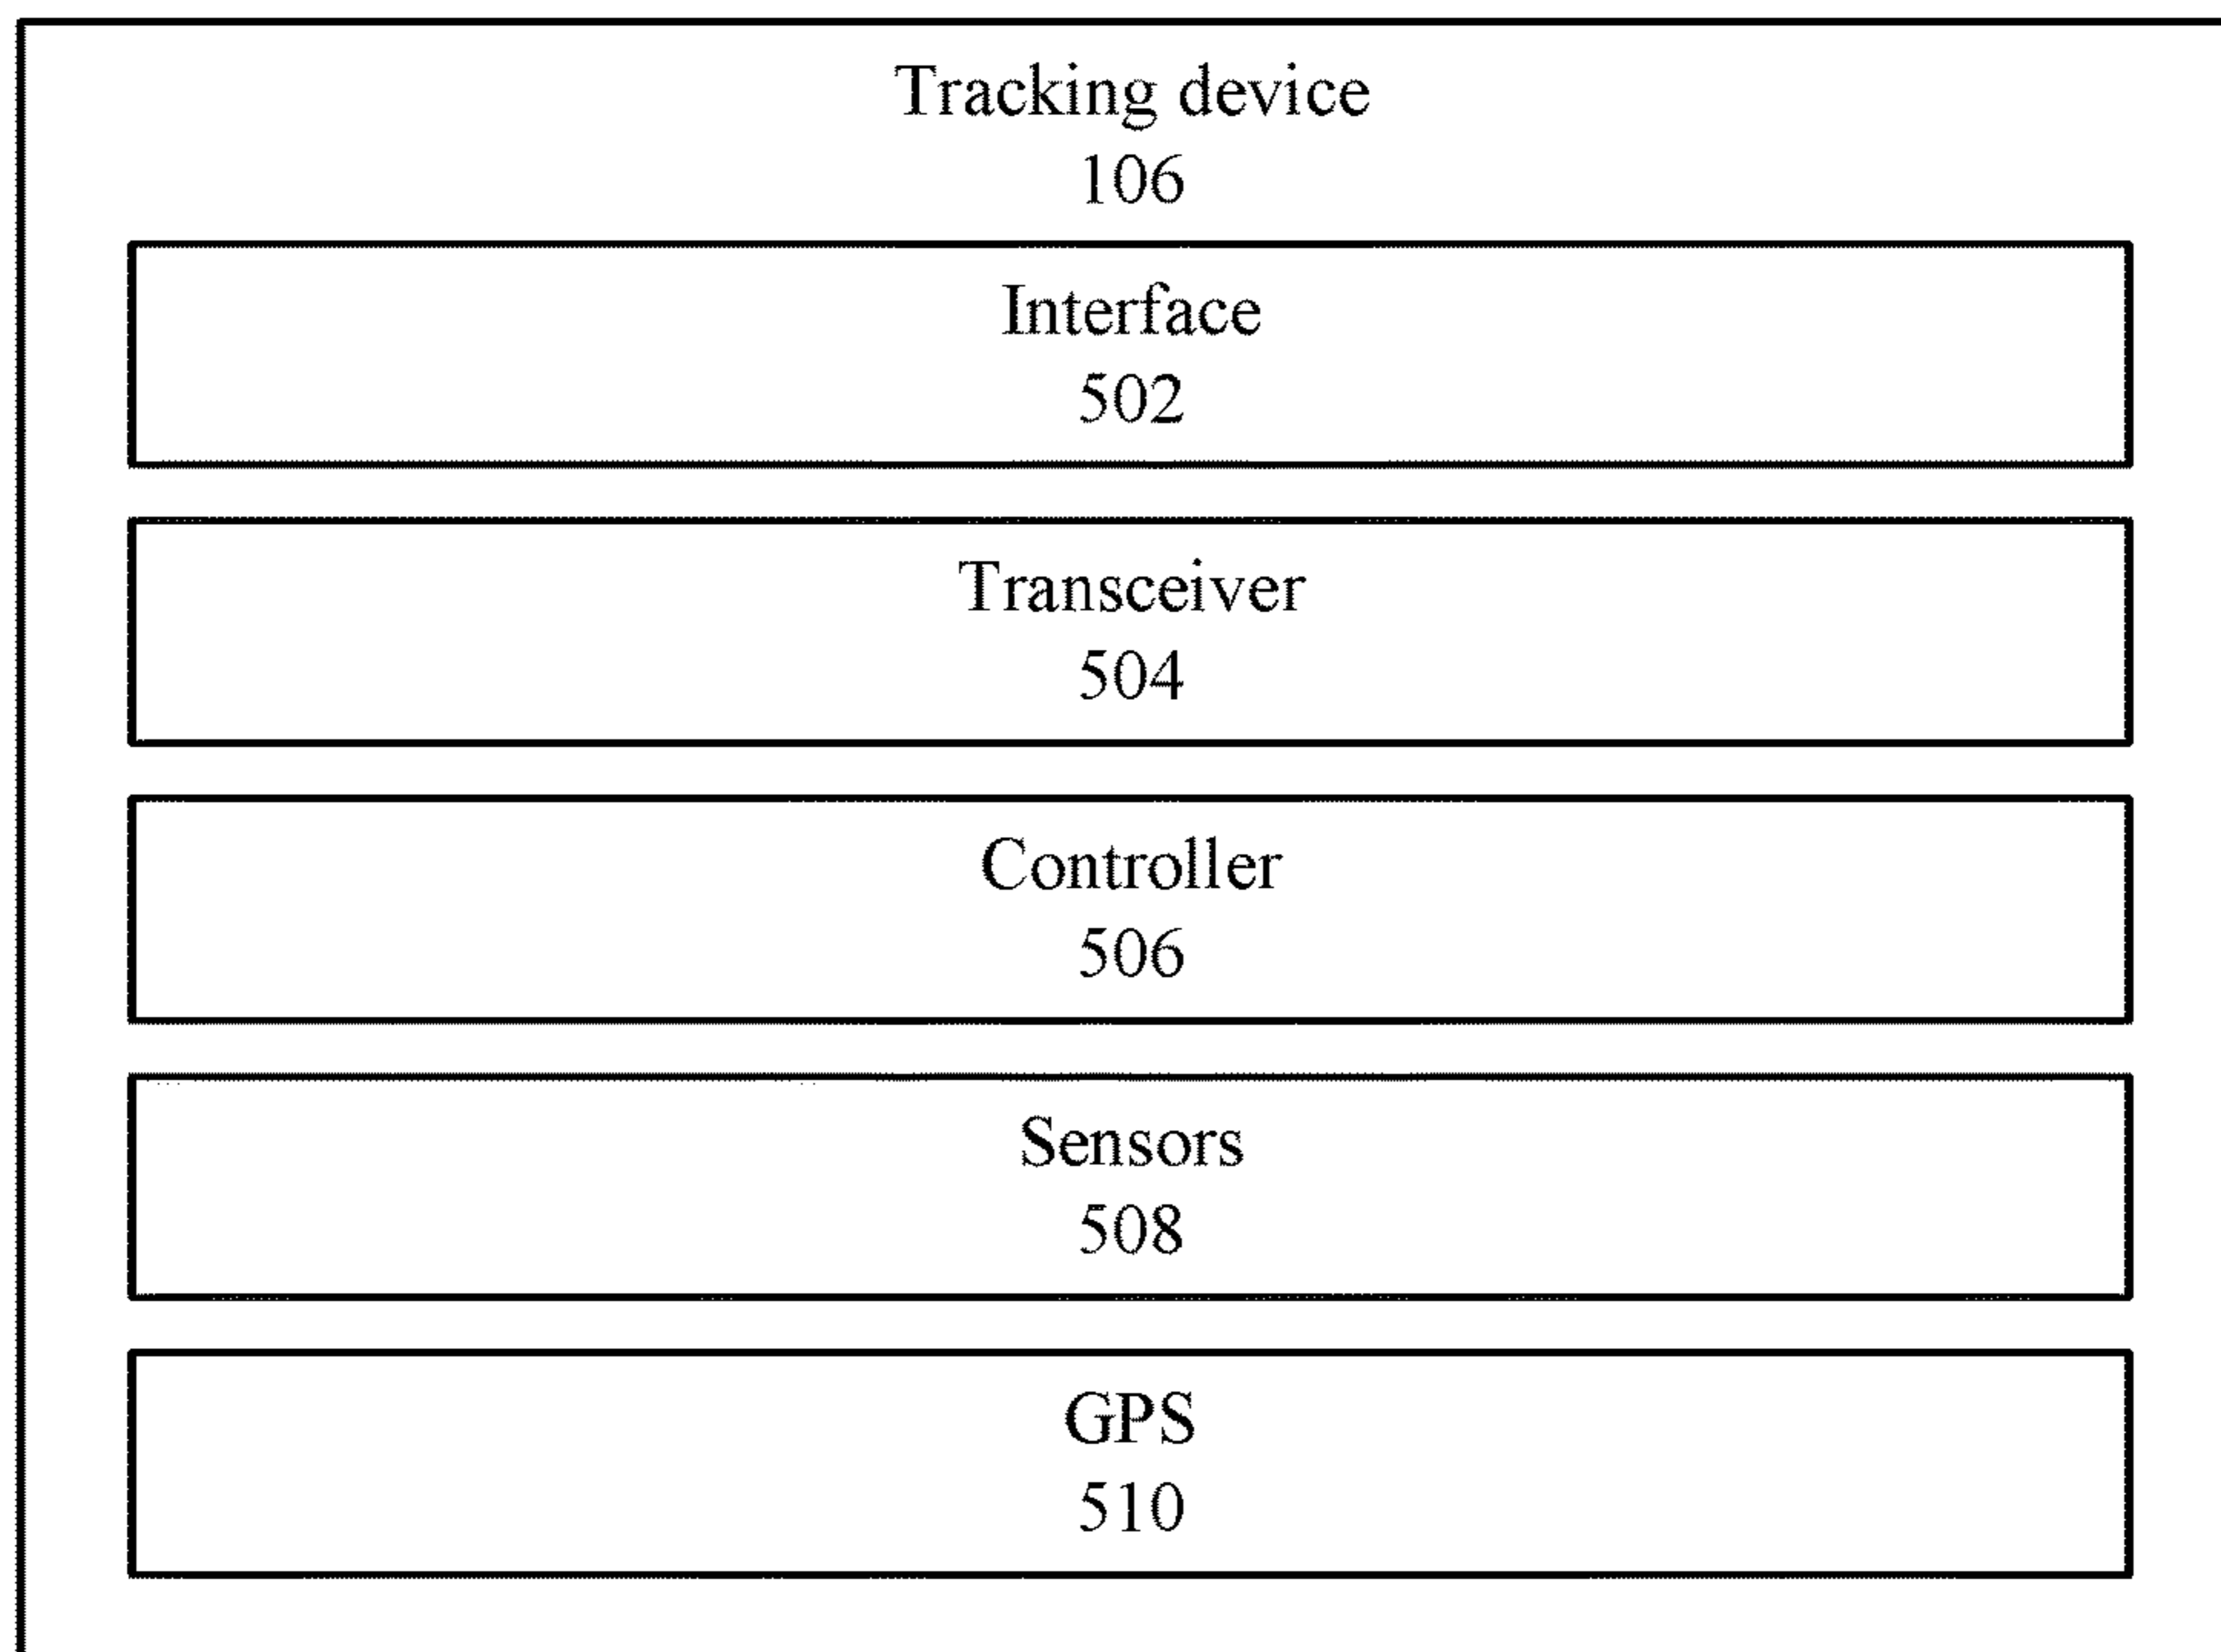 Tracking device
106
Interface
502
Transceiver
504
Controller
506
Sensors
508
GPS
510